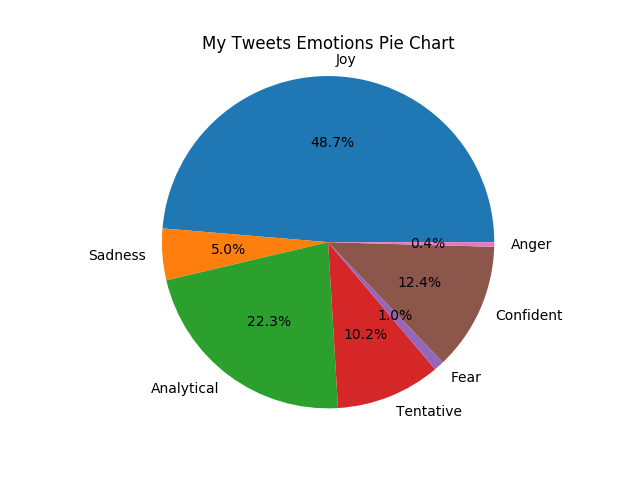 My Tweets Emotions Pie Chart
Joy
48.7%
Sadness
5.0%
Analytical
22.3%
Tentative
10.2%
Fear
1.0%
Confident
12.4%
Anger
0.4%